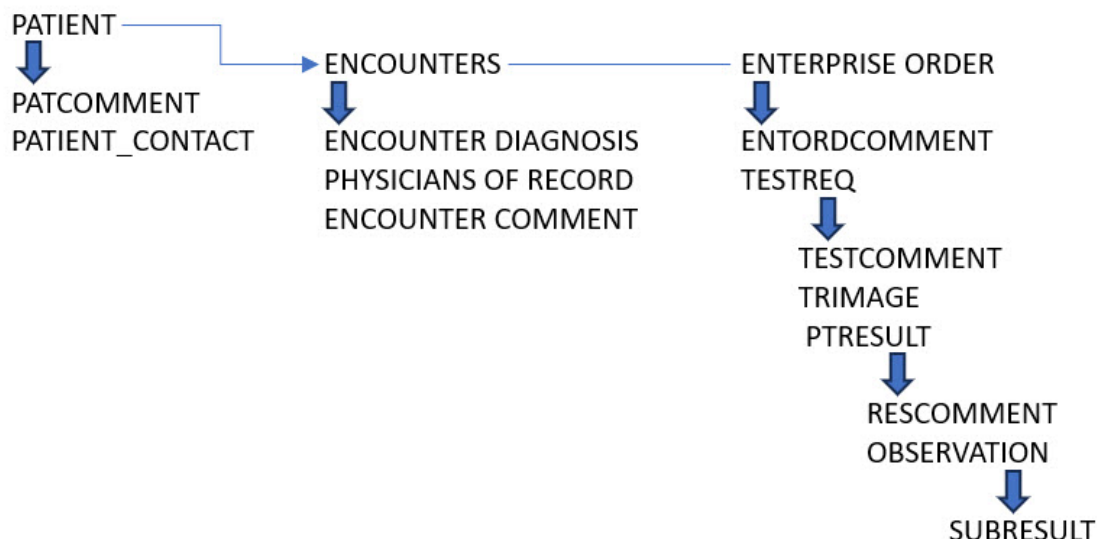 PATIENT
ENCOUNTERS
ENTERPRISE ORDER
PATCOMMENT
PATIENT_CONTACT
ENCOUNTER DIAGNOSIS
PHYSICIANS OF RECORD
ENCOUNTER COMMENT
ENTORDCOMMENT
TESTREQ
TESTCOMMENT
TRIMAGE
PTRESULT
RESCOMMENT
OBSERVATION
SUBRESULT